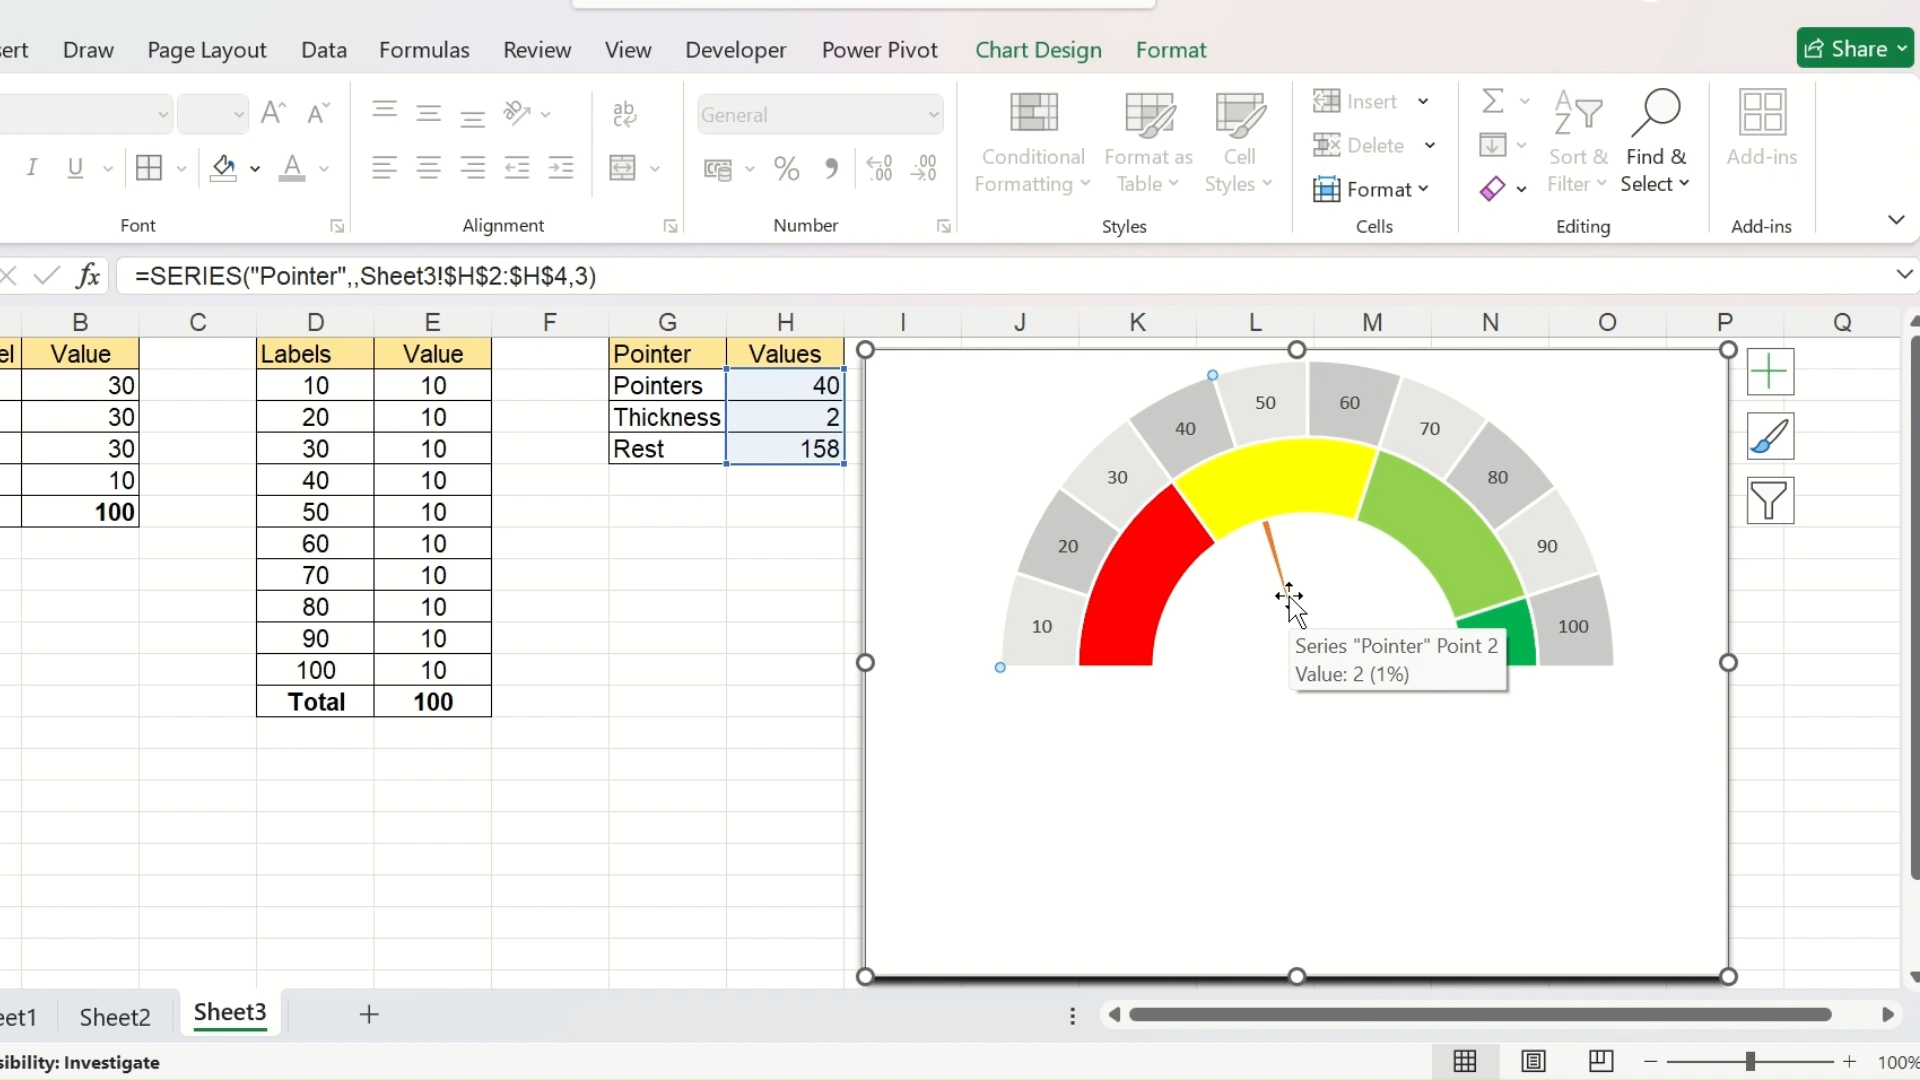 ert Draw Page Layout Data Formulas Review View Developer Power Pivot Chart Design Format Share
General
Insert
Delete
Format
Conditional Formatting
Format as Table
Cell Styles
Sort & Filter
Find & Select
Add-ins
Font Alignment Number Styles Cells Editing Add-ins
fx =SERIES("Pointer",,Sheet3!$H$2:$H$4,3)
B C D E F G H I J K L M N O P Q
el Value Labels Value Pointer Values
30 10 10 Pointers 40
30 20 10 Thickness 2
30 30 10 Rest 158
10 40 10
100 50 10
60 10
70 10
80 10
90 10
100 10
Total 100
10
20
30
40
50
60
70
80
90
100
Series "Pointer" Point 2
Value: 2 (1%)
eet1 Sheet2 Sheet3
sibility: Investigate
100%